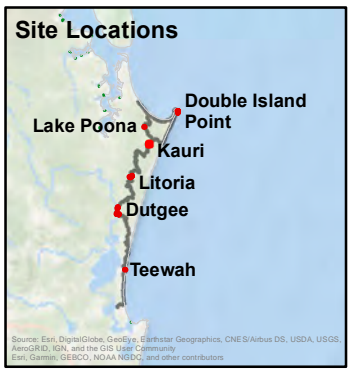 Site Locations
Double Island
Point
Lake Poona
Kauri
Litoria
Dutgee
Teewah
Source: Esri, DigitalGlobe, GeoEye, Earthstar Geographics, CNES/Airbus DS, USDA, USGS,
AeroGRID, IGN, and the GIS User Community
Esri, Garmin, GEBCO, NOAA NGDC, and other contributors